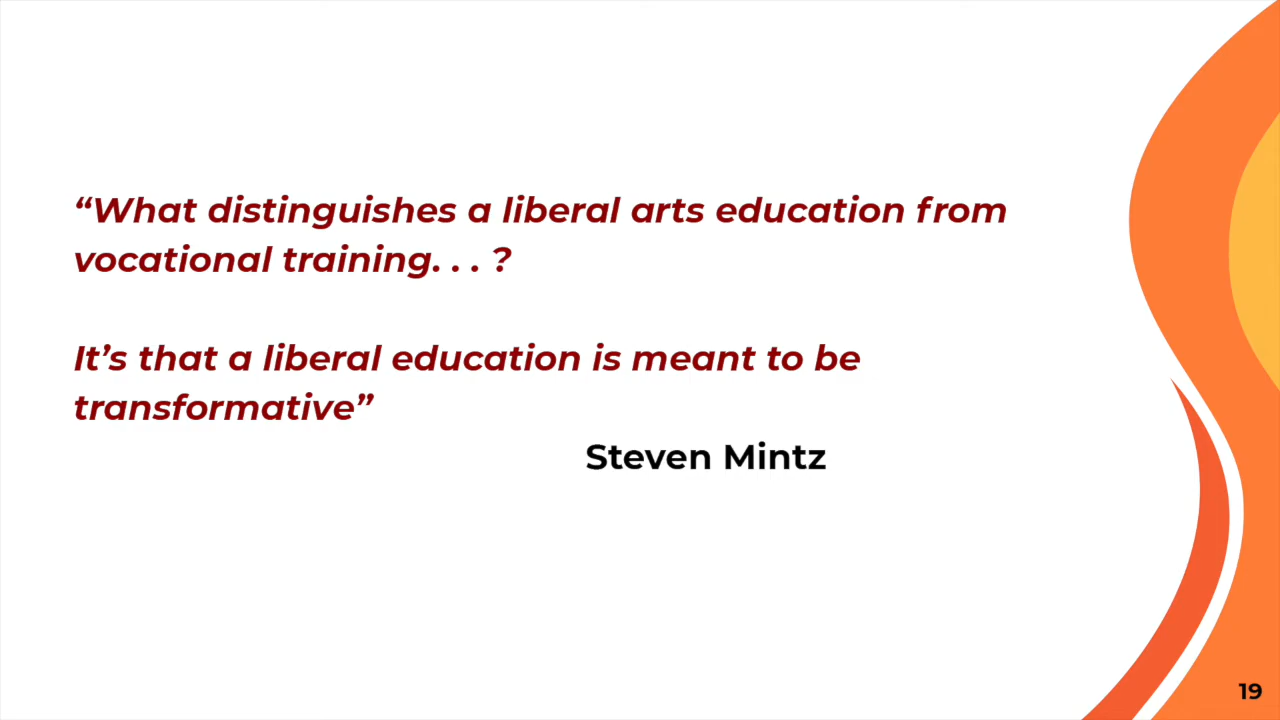 “What distinguishes a liberal arts education from
vocational training. . . ?
It’s that a liberal education is meant to be
transformative”
Steven Mintz
19